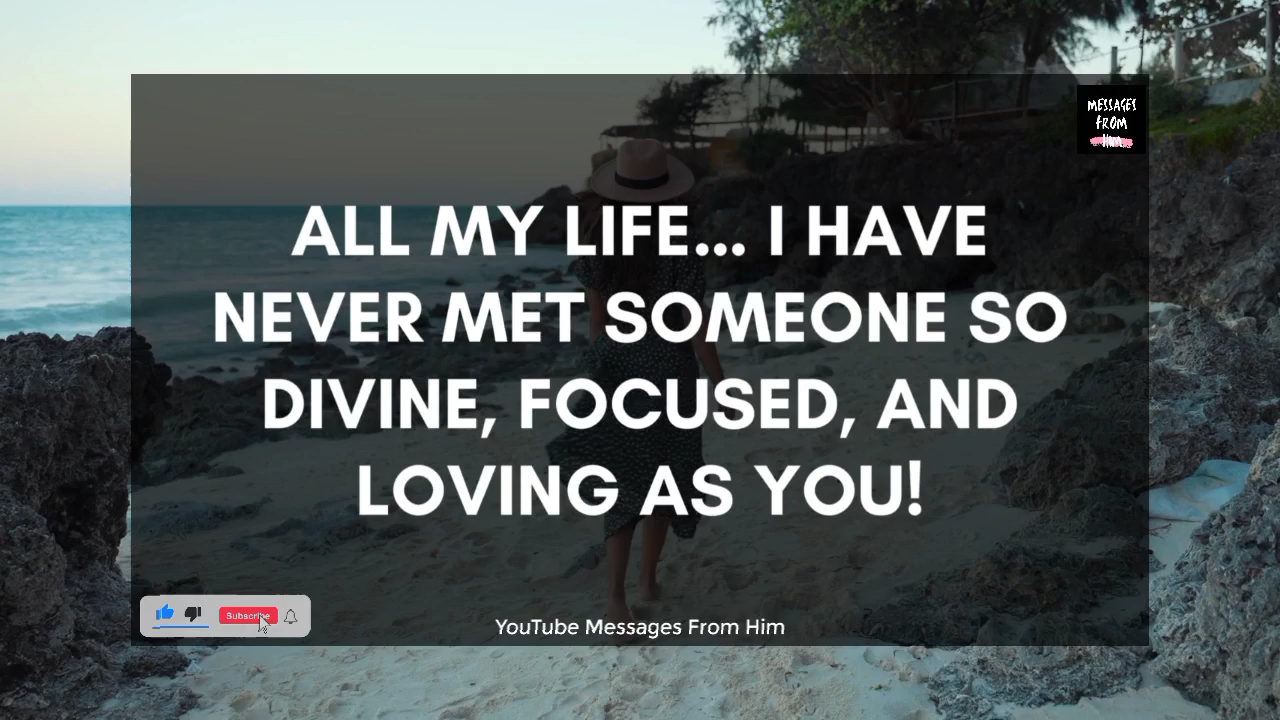 MESSAGES
FROM
Him
ALL MY LIFE... I HAVE
NEVER MET SOMEONE SO
DIVINE, FOCUSED, AND
LOVING AS YOU!
Subscribe
YouTube Messages From Him